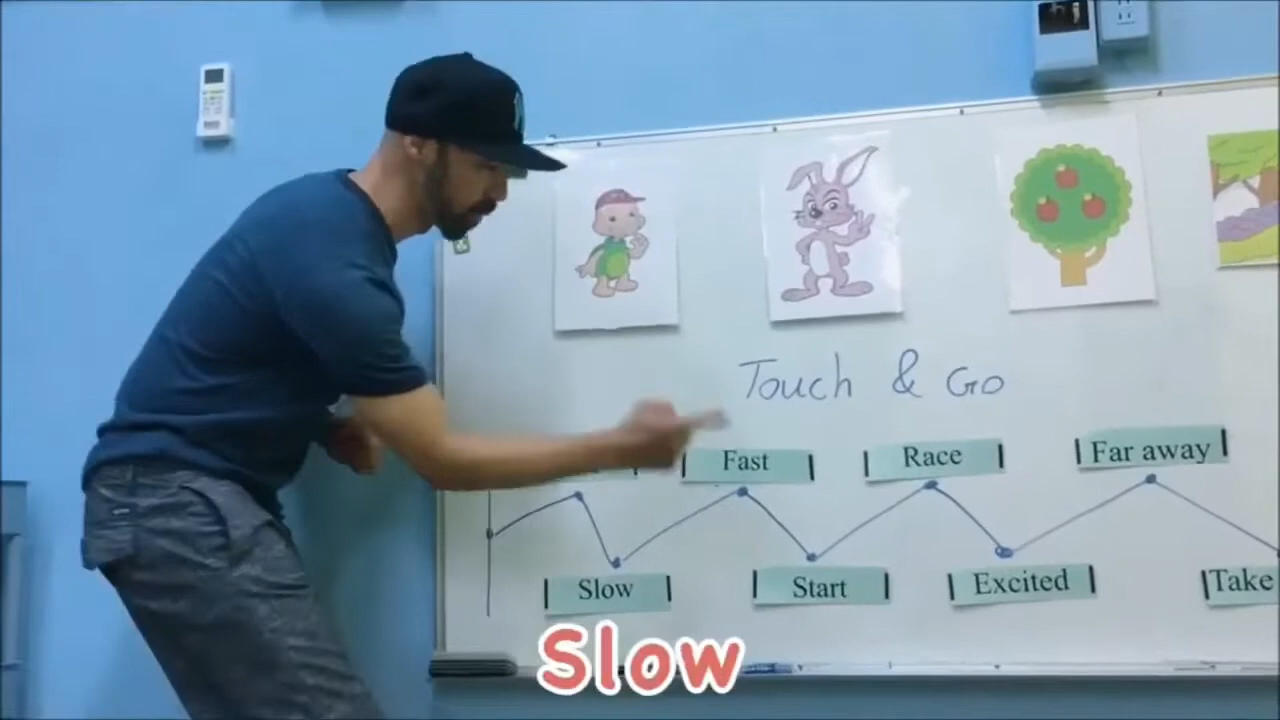 Touch & Go
Fast
Race
Far away
Slow
Start
Excited
Take
Slow